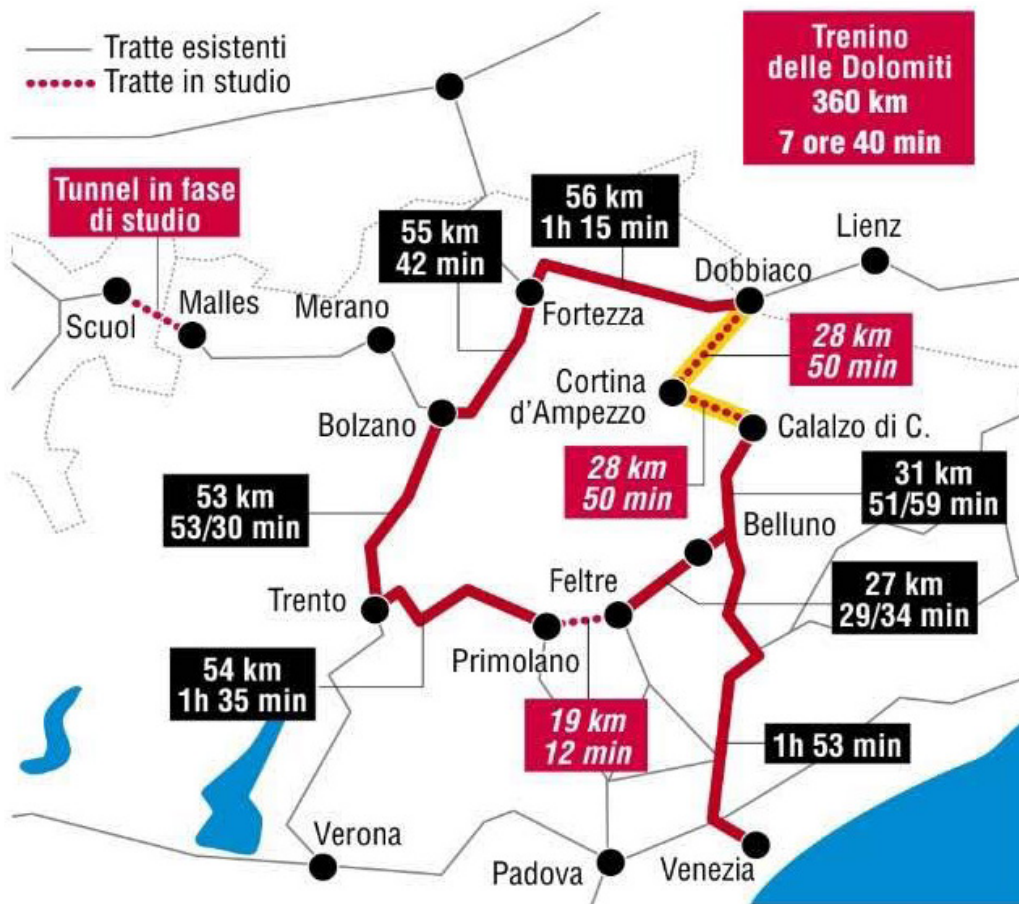 Tratte esistenti
Tratte in studio
Trenino
delle Dolomiti
360 km
7 ore 40 min
Tunnel in fase
di studio
55 km
42 min
56 km
1h 15 min
Lienz
Dobbiaco
Scuol
Malles
Merano
Fortezza
28 km
50 min
Cortina
d'Ampezzo
Bolzano
Calalzo di C.
28 km
50 min
31 km
51/59 min
53 km
53/30 min
Belluno
Feltre
27 km
29/34 min
Trento
Primolano
54 km
1h 35 min
19 km
12 min
1h 53 min
Verona
Padova
Venezia